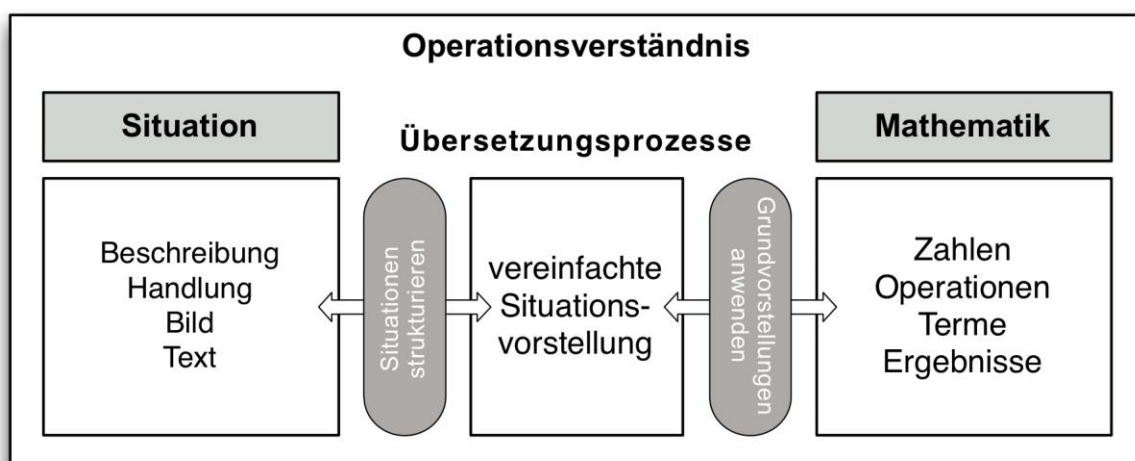 Operationsverständnis
Situation
Übersetzungsprozesse
Mathematik
Beschreibung
Handlung
Bild
Text
Situationen
strukturieren
vereinfachte
Situations-
vorstellung
Grundvorstellungen
anwenden
Zahlen
Operationen
Terme
Ergebnisse